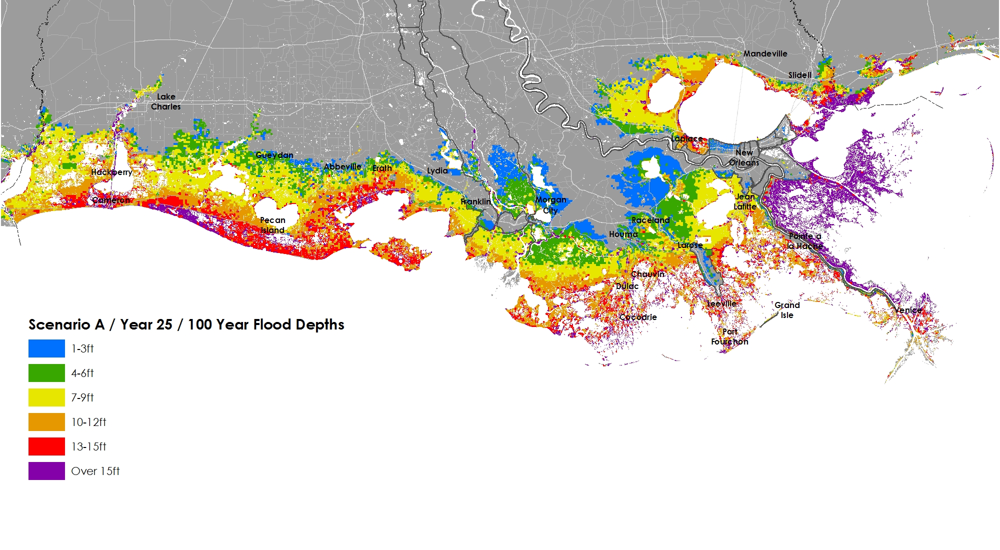 Mandeville
Slidell
Lake
Charles
Laplace
New
Orleans
Gueydan
Abbeville
Erath
Lydia
Hackberry
Cameron
Franklin
Morgan
City
Jean
Lafitte
Pecan
Island
Raceland
Houma
Larose
Pointe a
la Hache
Chauvin
Dulac
Leeville
Grand
Isle
Venice
Cocodrie
Port
Fourchon
Scenario A / Year 25 / 100 Year Flood Depths
1-3ft
4-6ft
7-9ft
10-12ft
13-15ft
Over 15ft